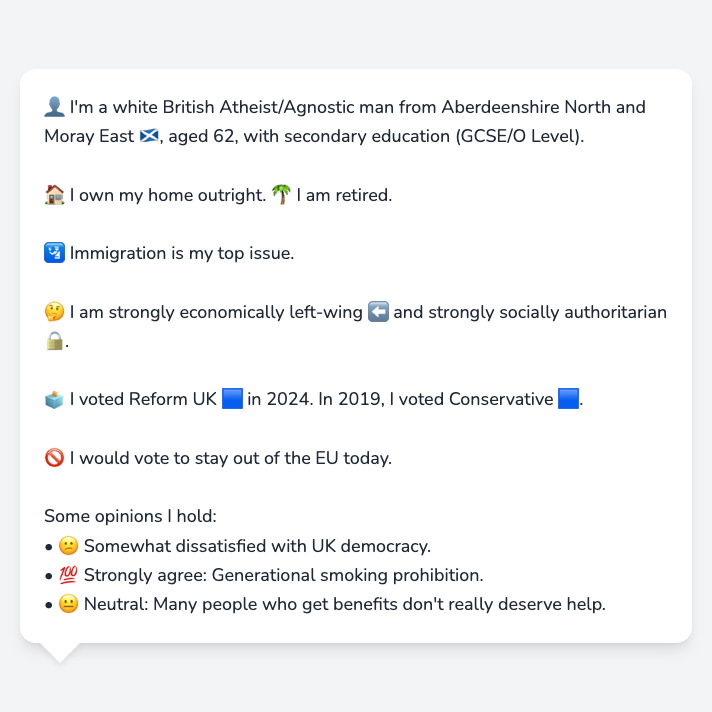 👤 I'm a white British Atheist/Agnostic man from Aberdeenshire North and
Moray East 🏴󠁧󠁢󠁳󠁣󠁴󠁿, aged 62, with secondary education (GCSE/O Level).
🏠 I own my home outright. 🌴 I am retired.
🛂 Immigration is my top issue.
🤔 I am strongly economically left-wing ⬅️ and strongly socially authoritarian
🔒.
🗳️ I voted Reform UK 🟦 in 2024. In 2019, I voted Conservative 🟦.
🚫 I would vote to stay out of the EU today.
Some opinions I hold:
• 😕 Somewhat dissatisfied with UK democracy.
• 💯 Strongly agree: Generational smoking prohibition.
• 😐 Neutral: Many people who get benefits don't really deserve help.